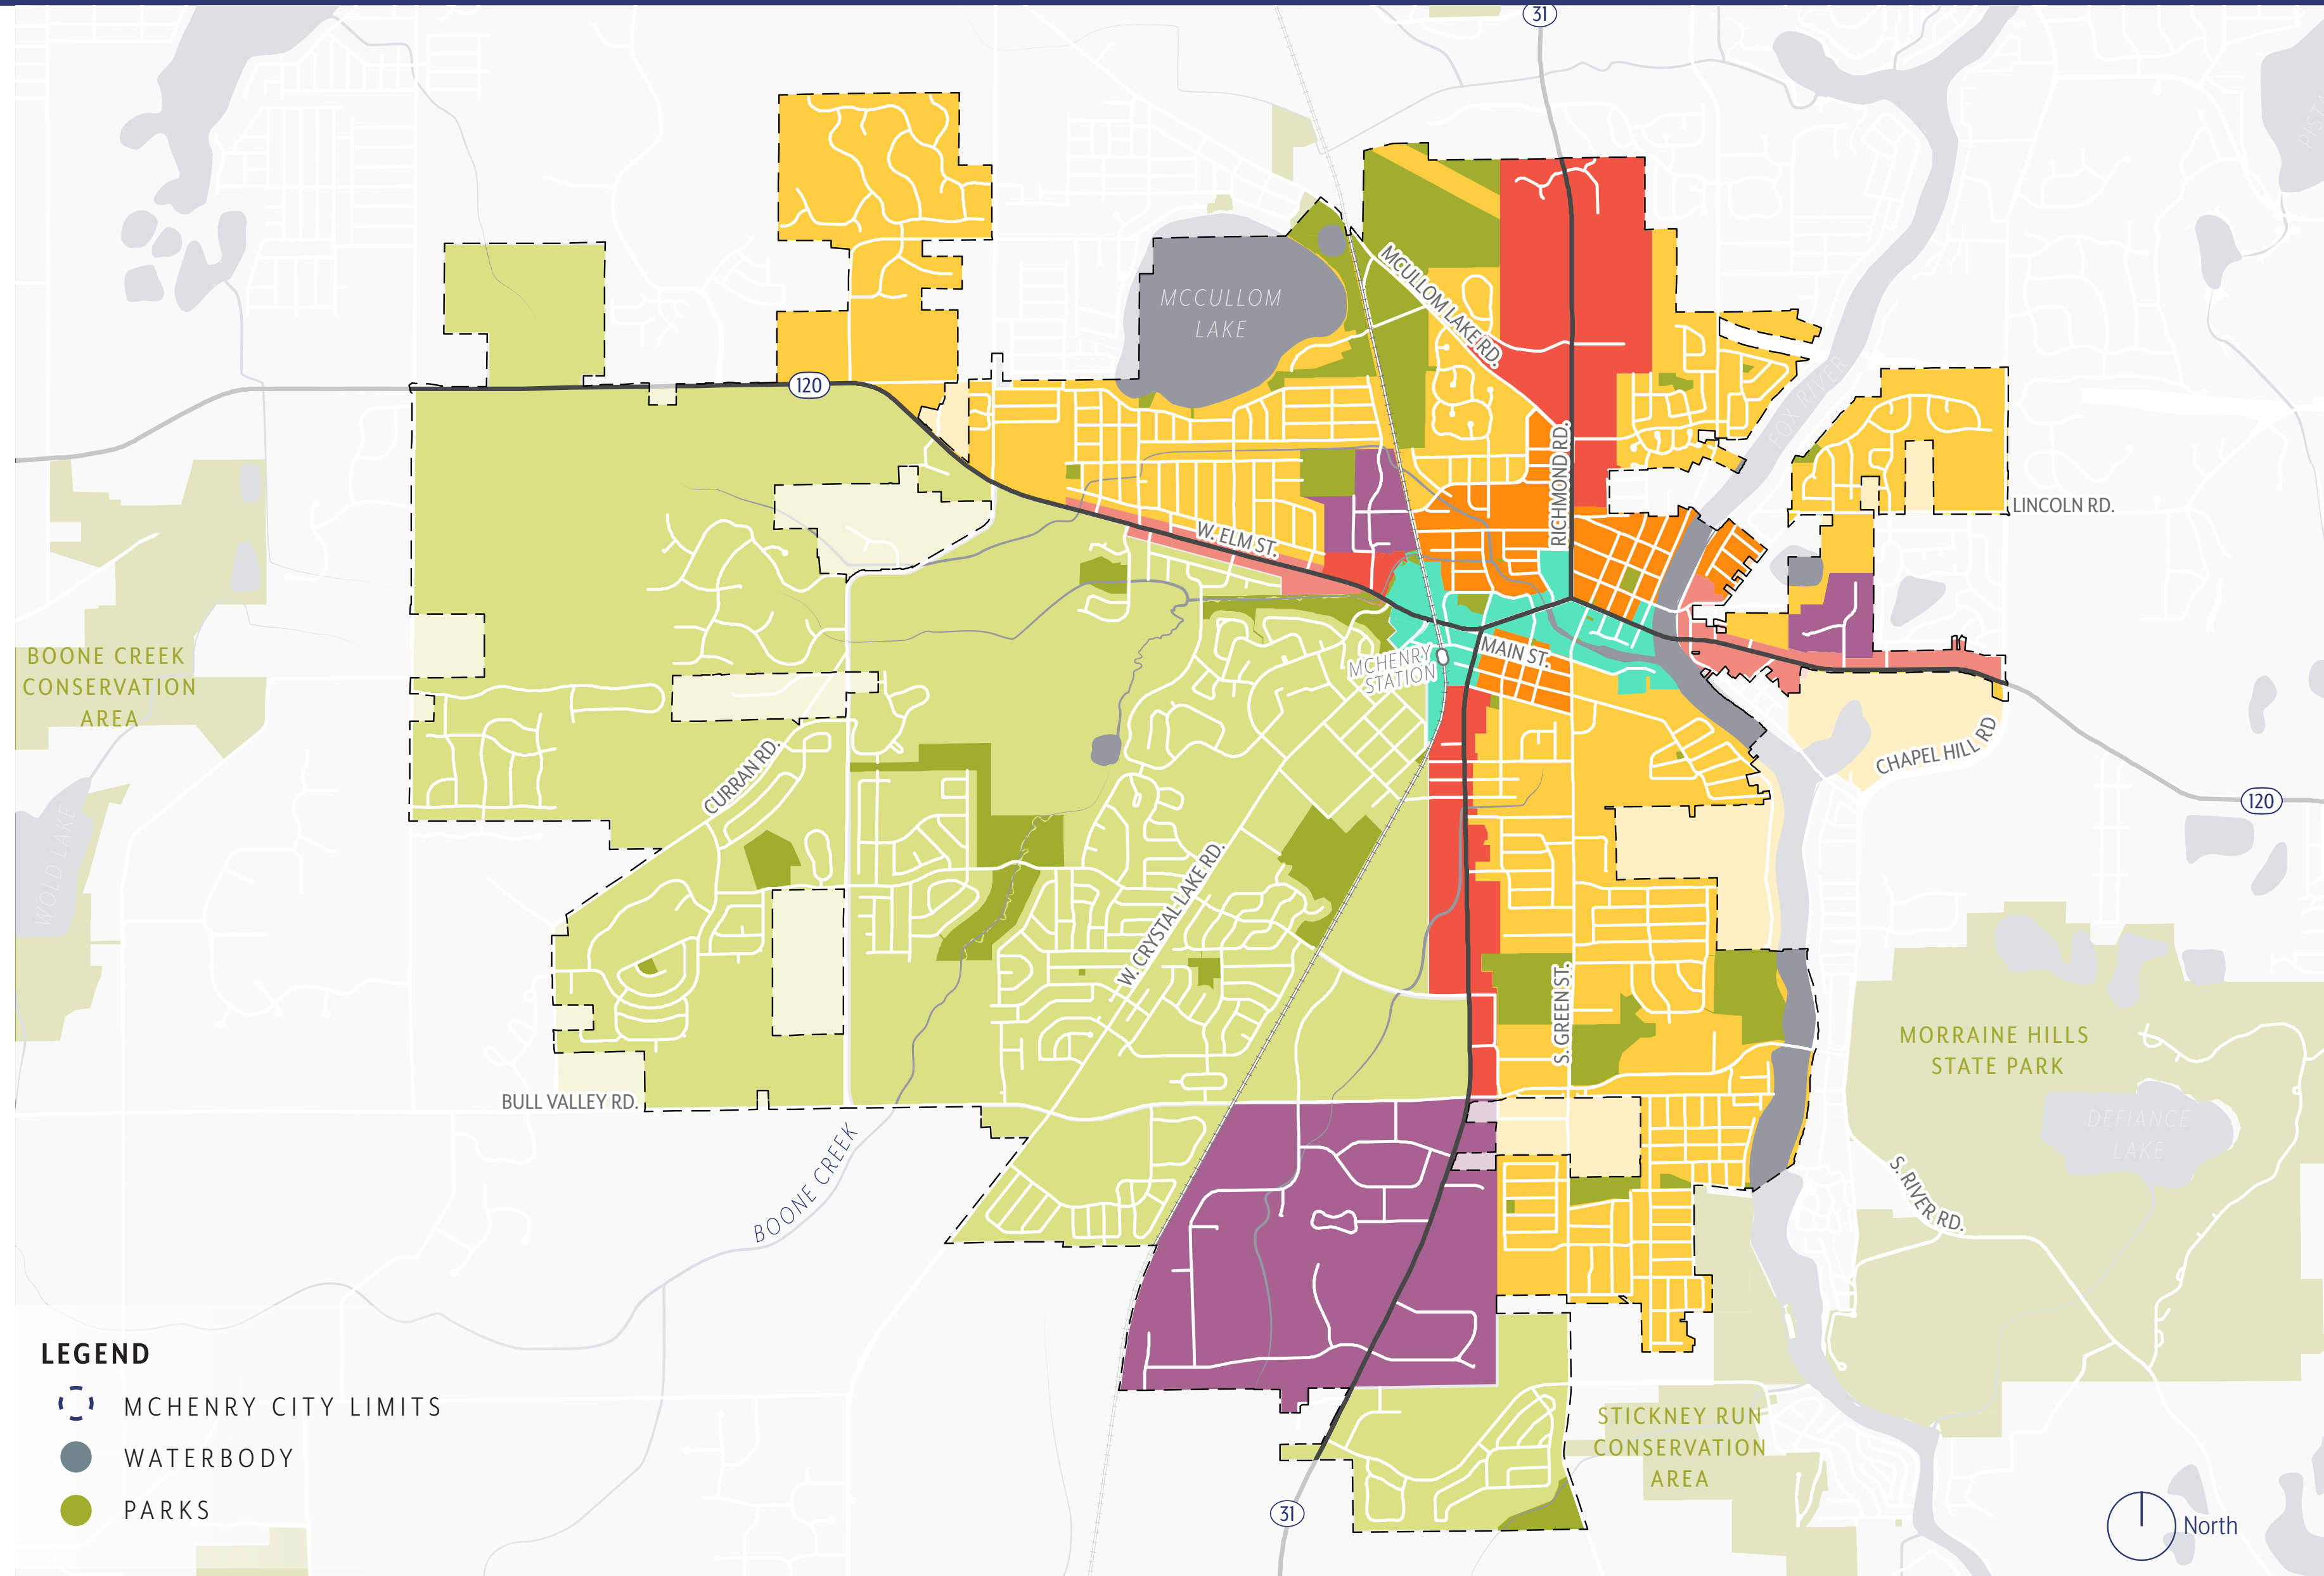 31
MCCULLOM
LAKE
MCULLOM LAKE RD.
120
FOX RIVER
RICHMOND RD.
LINCOLN RD.
W. ELM ST.
BOONE CREEK
CONSERVATION
AREA
MCHENRY
STATION
MAIN ST.
CHAPEL HILL RD
CURRAN RD.
120
WOLD LAKE
W. CRYSTAL LAKE RD.
S. GREEN ST.
MORRAINE HILLS
STATE PARK
BULL VALLEY RD.
DEFIANCE
LAKE
BOONE CREEK
S. RIVER RD.
LEGEND
MCHENRY CITY LIMITS
WATERBODY
PARKS
STICKNEY RUN
CONSERVATION
AREA
31
North